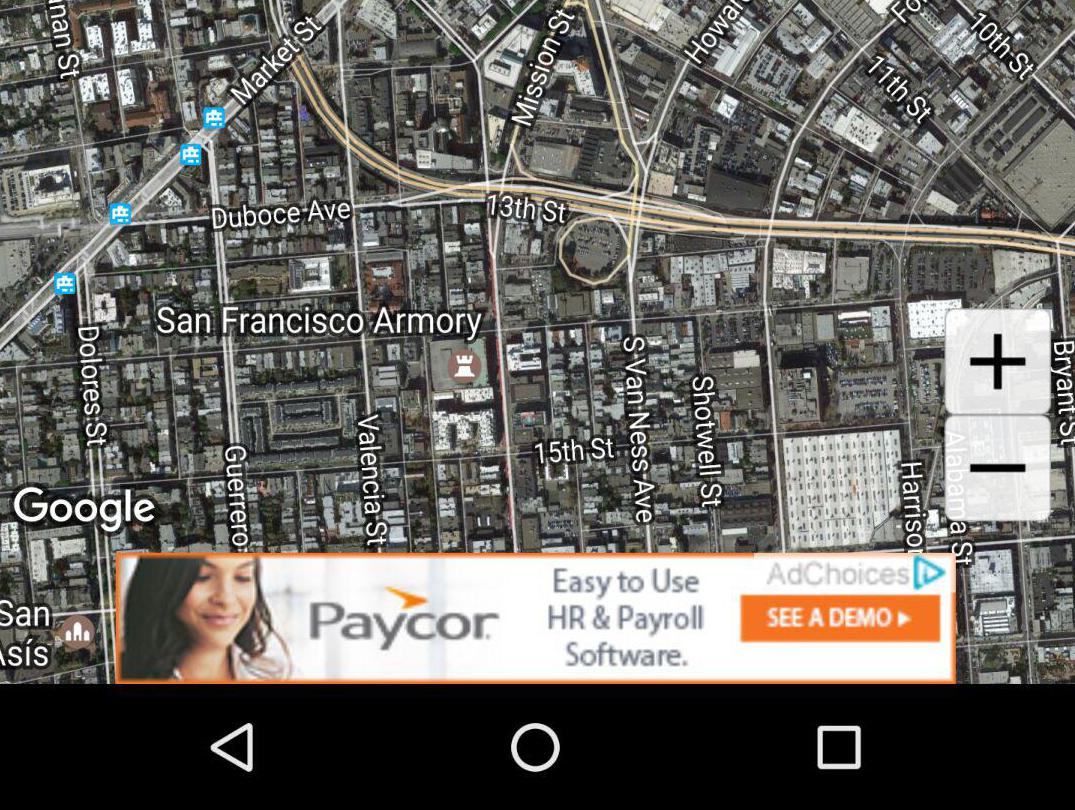 nan St
Market St
Mission St
Howar
Fo
10th St
11th St
Duboce Ave
13th St
San Francisco Armory
Dolores St
Guerrero
Valencia St
15th St
S Van Ness Ave
Shotwell St
Harrison
Alabama St
Bryant St
Google
San
Asís
Paycor
Easy to Use
HR & Payroll
Software.
AdChoices
SEE A DEMO